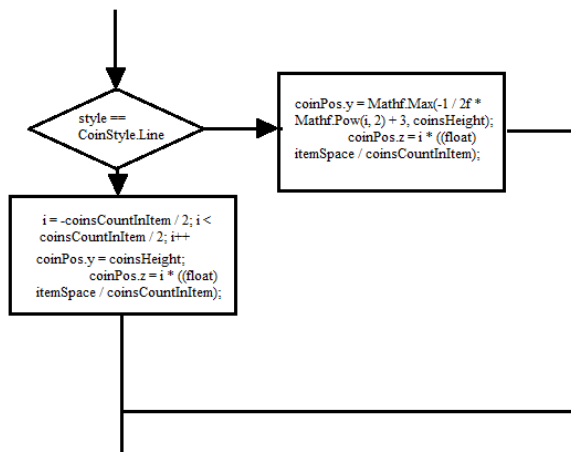 style ==
CoinStyle.Line
coinPos.y = Mathf.Max(-1 / 2f *
Mathf.Pow(i, 2) + 3, coinsHeight);
coinPos.z = i * ((float)
itemSpace / coinsCountInItem);
i = -coinsCountInItem / 2; i <
coinsCountInItem / 2; i++
coinPos.y = coinsHeight;
coinPos.z = i * ((float)
itemSpace / coinsCountInItem);